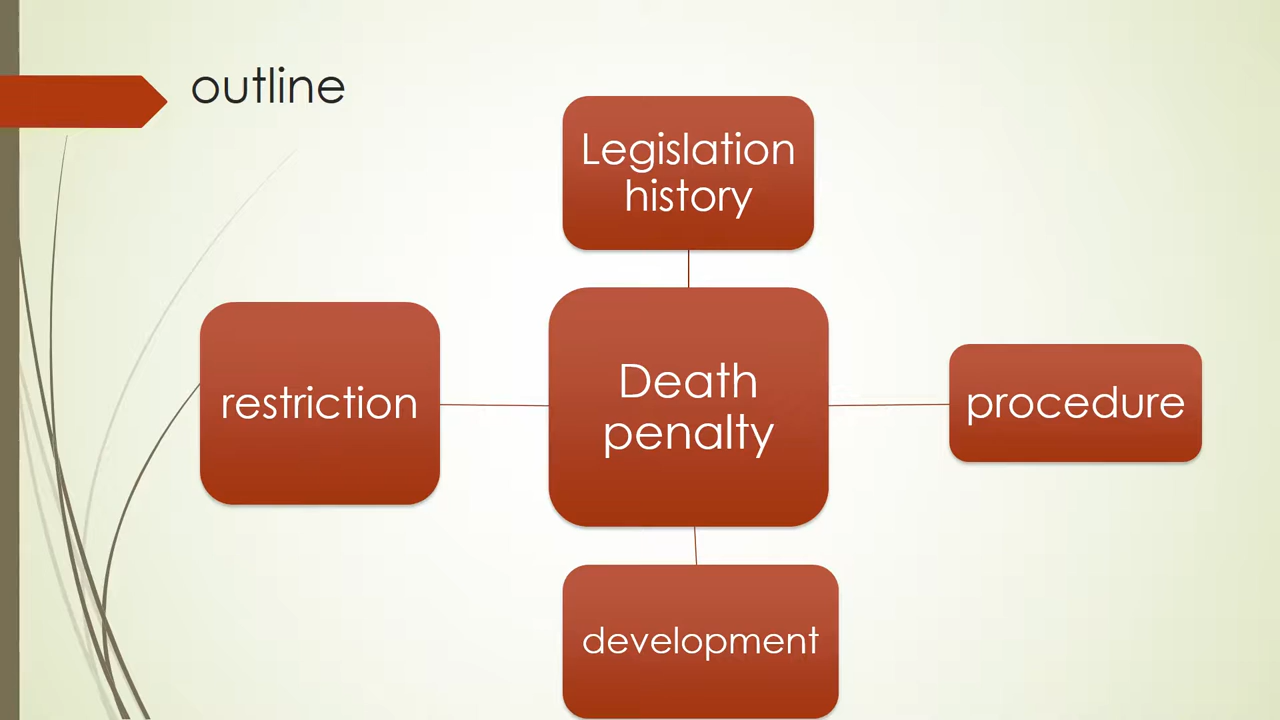 outline
Legislation
history
restriction
Death
penalty
procedure
development